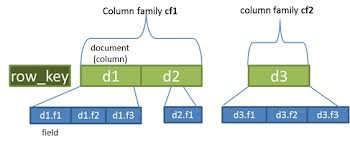 Column family cf1
column family cf2
document
(column)
row_key
d1
d2
d3
d1.f1
d1.f2
d1.f3
d2.f1
d3.f1
d3.f2
d3.f3
field